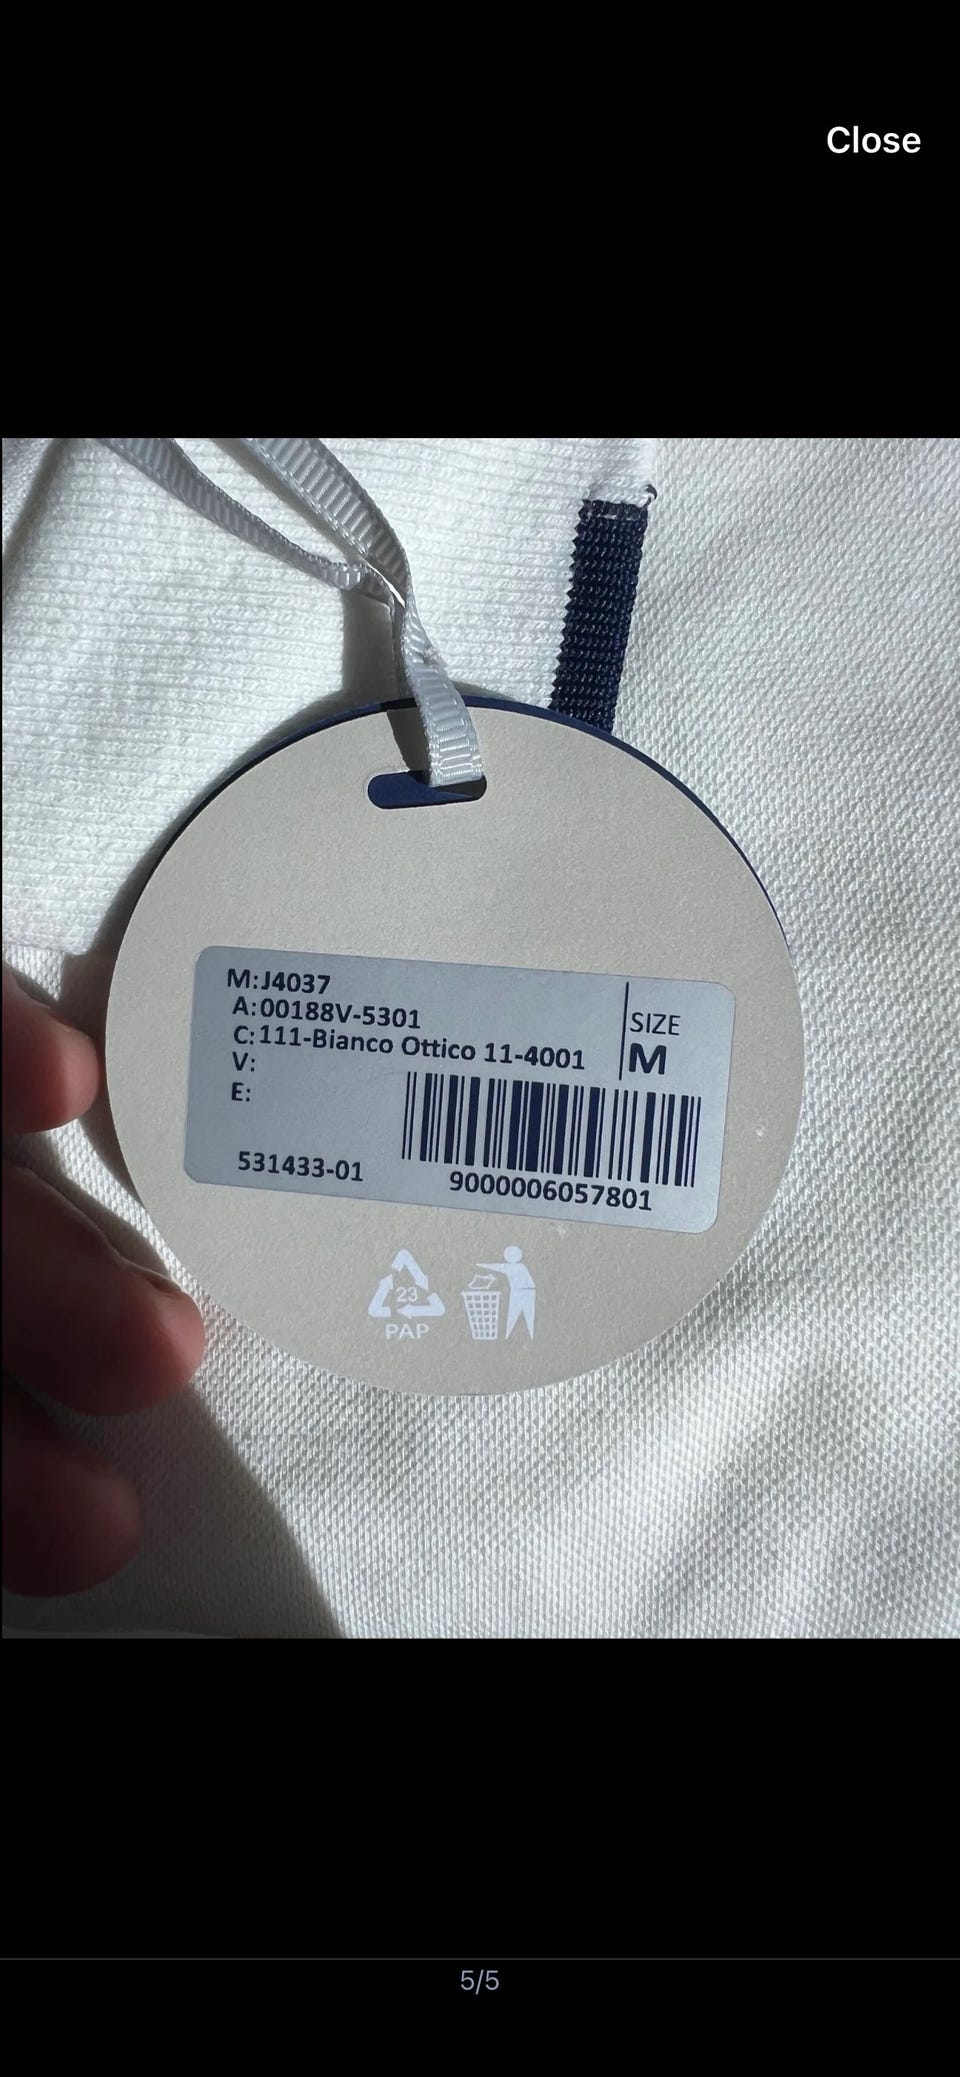 Close
M:J4037
A:00188V-5301
C:111-Bianco Ottico 11-4001
V:
E:
SIZE
M
531433-01
9000006057801
23
PAP
5/5